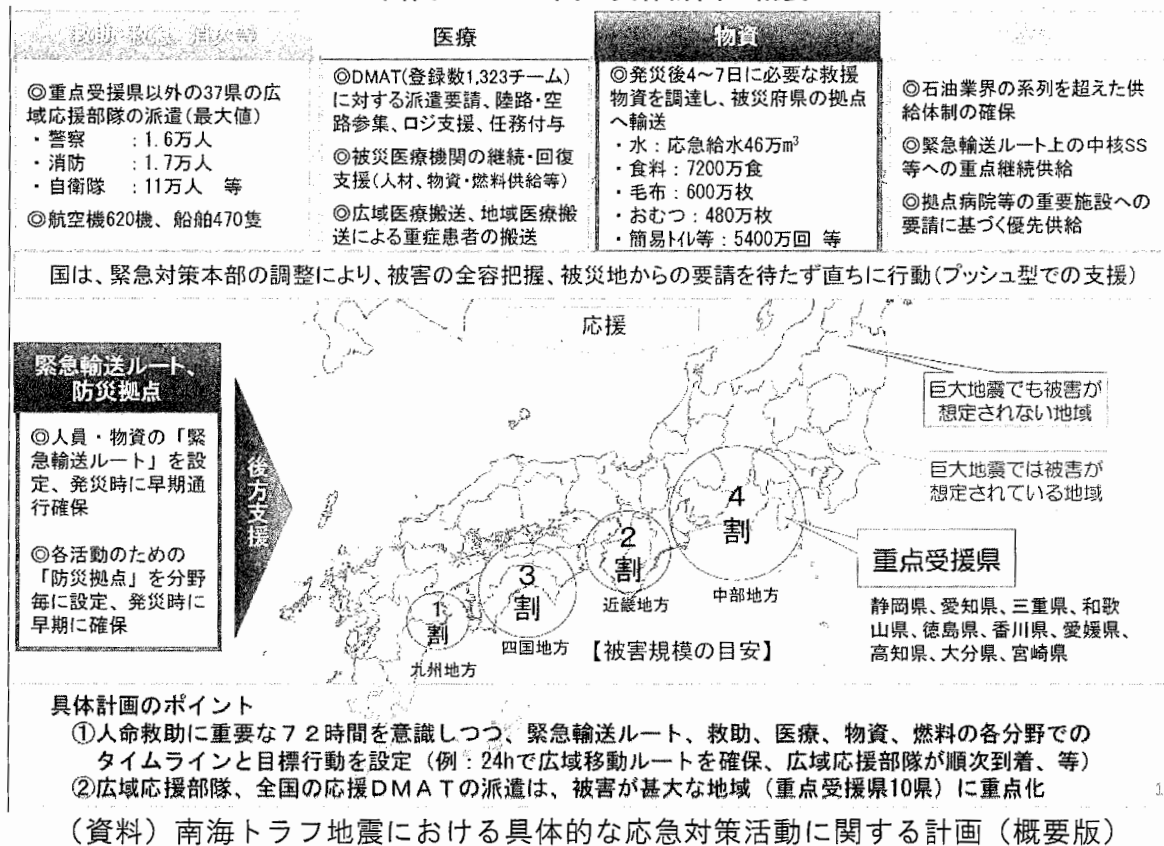 救助・救急、消火等
◎重点受援県以外の37県の広
域応援部隊の派遣(最大値)
・警察　：1.6万人
・消防　：1.7万人
・自衛隊　：11万人　等
◎航空機620機、船舶470隻
医療
◎DMAT(登録数1,323チーム)
に対する派遣要請、陸路・空
路参集、ロジ支援、任務付与
◎被災医療機関の継続・回復
支援(人材、物資・燃料供給等)
◎広域医療搬送、地域医療搬
送による重症患者の搬送
物資
◎発災後4～7日に必要な救援
物資を調達し、被災府県の拠点
へ輸送
・水：応急給水46万m³
・食料：7200万食
・毛布：600万枚
・おむつ：480万枚
・簡易ﾄｲﾚ等：5400万回　等
◎石油業界の系列を超えた供
給体制の確保
◎緊急輸送ルート上の中核SS
等への重点継続供給
◎拠点病院等の重要施設への
要請に基づく優先供給
国は、緊急対策本部の調整により、被害の全容把握、被災地からの要請を待たず直ちに行動(プッシュ型での支援)
緊急輸送ルート、
防災拠点
◎人員・物資の「緊
急輸送ルート」を設
定、発災時に早期通
行確保
◎各活動のための
「防災拠点」を分野
毎に設定、発災時に
早期に確保
後方支援
応援
巨大地震でも被害が
想定されない地域
巨大地震では被害が
想定されている地域
4
割
中部地方
2
割
近畿地方
3
割
四国地方
1
割
九州地方
【被害規模の目安】
重点受援県
静岡県、愛知県、三重県、和歌
山県、徳島県、香川県、愛媛県、
高知県、大分県、宮崎県
具体計画のポイント
①人命救助に重要な７２時間を意識しつつ、緊急輸送ルート、救助、医療、物資、燃料の各分野での
タイムラインと目標行動を設定（例：24hで広域移動ルートを確保、広域応援部隊が順次到着、等）
②広域応援部隊、全国の応援ＤＭＡＴの派遣は、被害が甚大な地域（重点受援県10県）に重点化
1
（資料）南海トラフ地震における具体的な応急対策活動に関する計画（概要版）